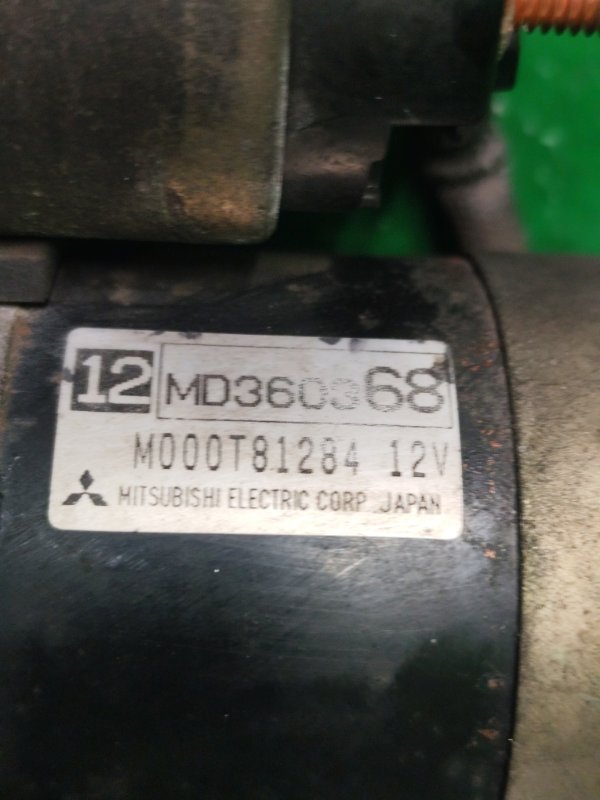 12 MD360368
M000T81284 12V
MITSUBISHI ELECTRIC CORP. JAPAN